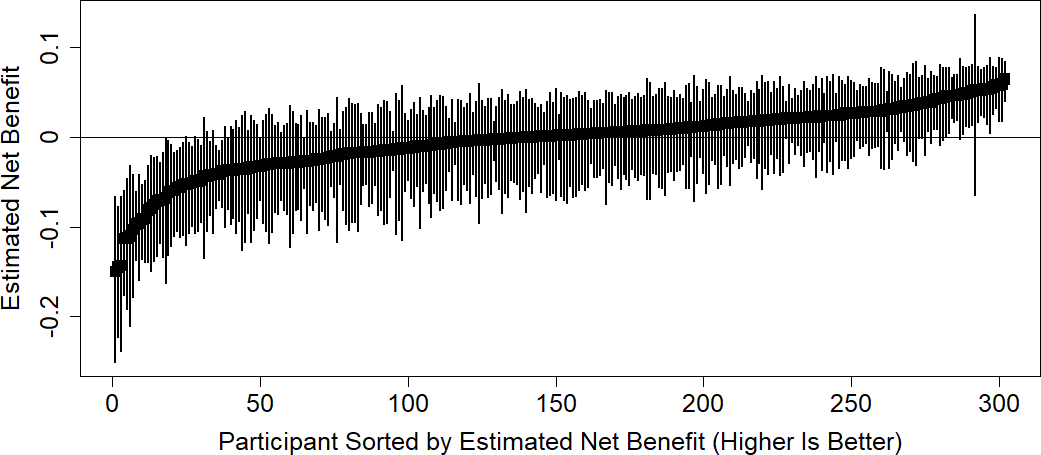 Estimated Net Benefit
0.1
0
-0.1
-0.2
0 50 100 150 200 250 300
Participant Sorted by Estimated Net Benefit (Higher Is Better)